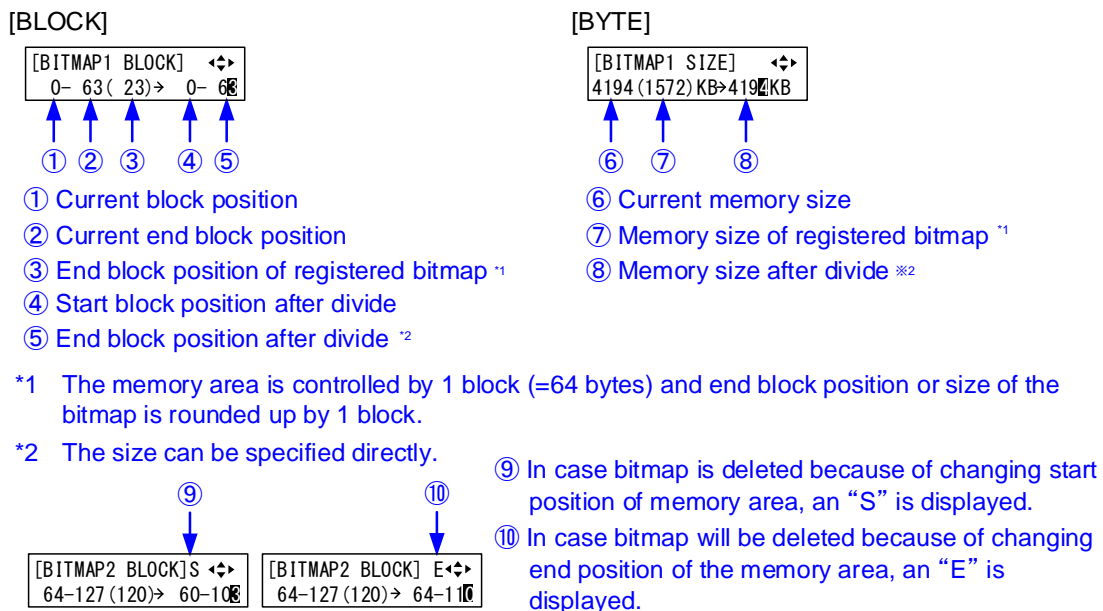 [BLOCK]
[BITMAP1 BLOCK] ◂⬍▸
0- 63( 23)→ 0- 63
① ② ③ ④ ⑤
① Current block position
② Current end block position
③ End block position of registered bitmap *1
④ Start block position after divide
⑤ End block position after divide *2
[BYTE]
[BITMAP1 SIZE] ◂⬍▸
4194(1572)KB→4194KB
⑥ ⑦ ⑧
⑥ Current memory size
⑦ Memory size of registered bitmap *1
⑧ Memory size after divide ※2
*1 The memory area is controlled by 1 block (=64 bytes) and end block position or size of the
bitmap is rounded up by 1 block.
*2 The size can be specified directly.
⑨ ⑩
[BITMAP2 BLOCK]S ◂⬍▸
64-127(120)→ 60-103
[BITMAP2 BLOCK] E◂⬍▸
64-127(120)→ 64-110
⑨ In case bitmap is deleted because of changing start
position of memory area, an “S” is displayed.
⑩ In case bitmap will be deleted because of changing
end position of the memory area, an “E” is
displayed.